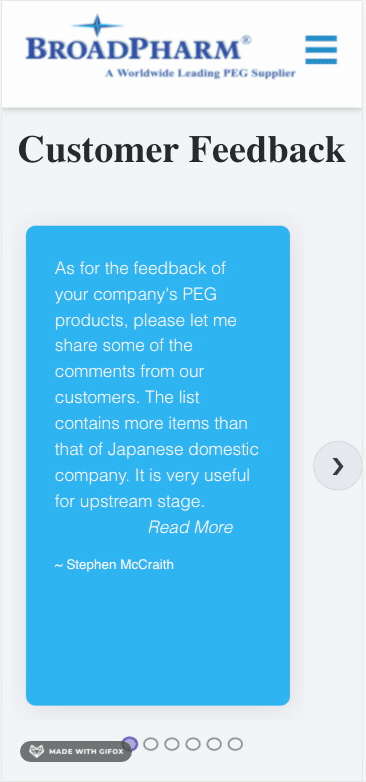 BROADPHARM®
A Worldwide Leading PEG Supplier
Customer Feedback
As for the feedback of
your company's PEG
products, please let me
share some of the
comments from our
customers. The list
contains more items than
that of Japanese domestic
company. It is very useful
for upstream stage.
Read More
~ Stephen McCraith
MADE WITH GIFOX